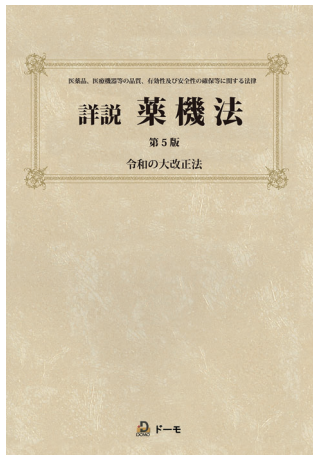 医薬品、医療機器等の品質、有効性及び安全性の確保等に関する法律
詳説 薬機法
第5版
令和の大改正法
DOMO
ドーモ